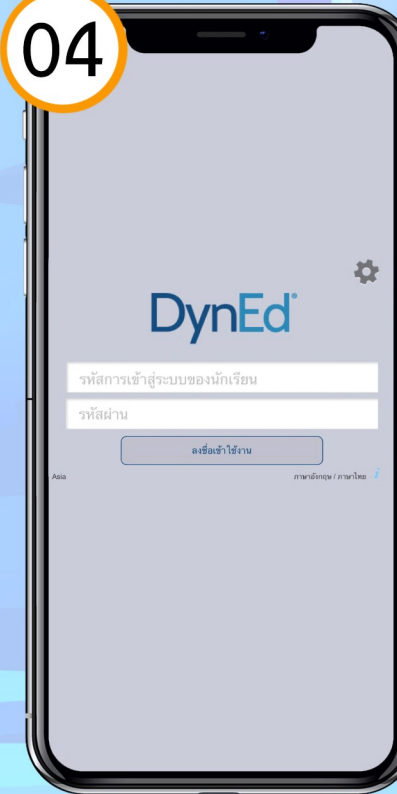 04
DynEd
รหัสการเข้าสู่ระบบของนักเรียน
รหัสผ่าน
ลงชื่อเข้าใช้งาน
Asia ภาษาอังกฤษ / ภาษาไทย i